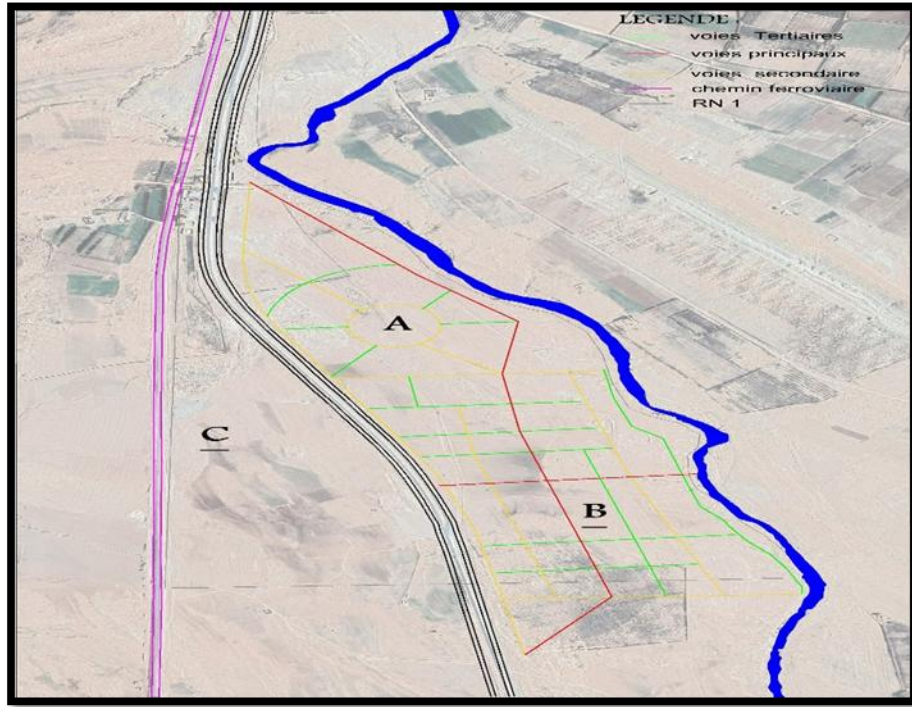 LEGENDE .
voies Tertiaires
voies principaux
voies secondaire
chemin ferroviaire
RN 1
A
C
B